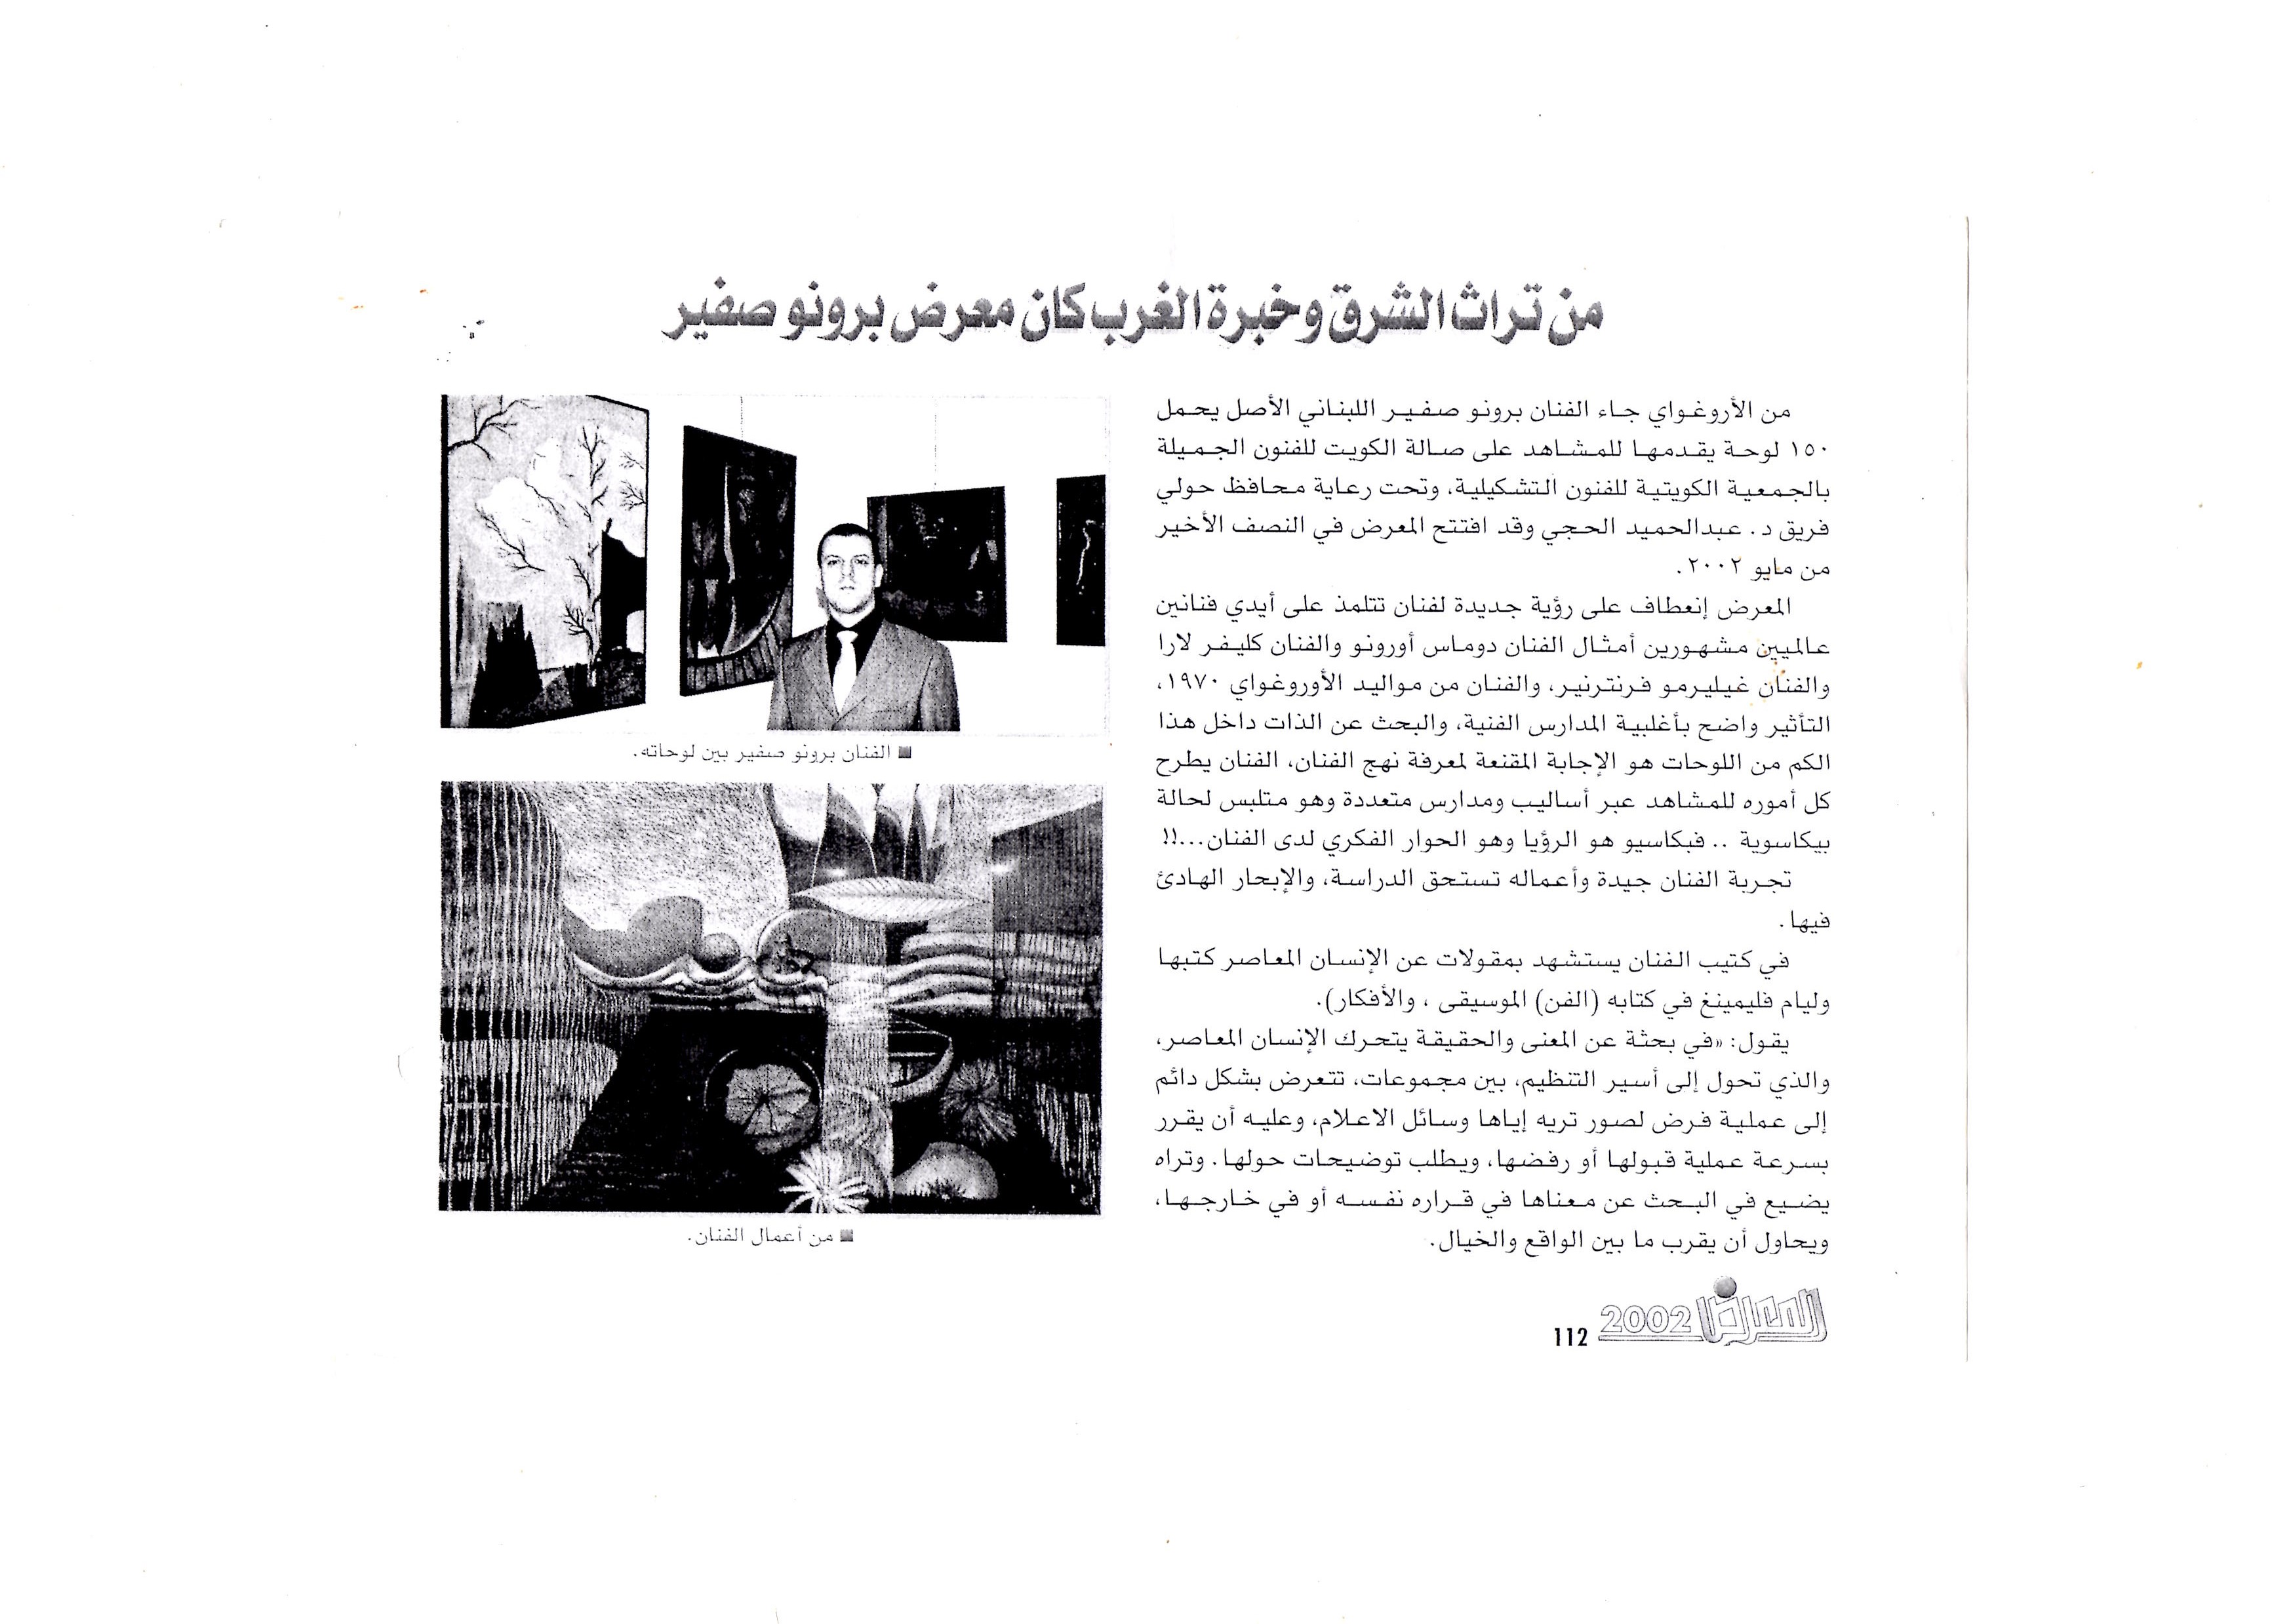 من تراث الشرق وخبرة الغرب كان معرض برونو صفير
من الأروغواي جاء الفنان برونو صفير اللبناني الأصل يحمل
١٥٠ لوحة يقدمها للمشاهد على صالة الكويت للفنون الجميلة
بالجمعية الكويتية للفنون التشكيلية، وتحت رعاية محافظ حولي
فريق د. عبدالحميد الحجي وقد افتتح المعرض في النصف الأخير
من مايو ٢٠٠٢.
المعرض إنعطاف على رؤية جديدة لفنان تتلمذ على أيدي فنانين
عالميين مشهورين أمثال الفنان دوماس أورونو والفنان كليفر لارا
والفنان غيليرمو فرنترنير، والفنان من مواليد الأوروغواي ١٩٧٠،
التأثير واضح بأغلبية المدارس الفنية، والبحث عن الذات داخل هذا
الكم من اللوحات هو الإجابة المقنعة لمعرفة نهج الفنان، الفنان يطرح
كل أموره للمشاهد عبر أساليب ومدارس متعددة وهو متلبس لحالة
بيكاسوية .. فبكاسيو هو الرؤيا وهو الحوار الفكري لدى الفنان...!!
تجربة الفنان جيدة وأعماله تستحق الدراسة، والإبحار الهادئ
فيها.
في كتيب الفنان يستشهد بمقولات عن الإنسان المعاصر كتبها
وليام فليمينغ في كتابه (الفن) الموسيقى ، والأفكار).
يقول: «في بحثة عن المعنى والحقيقة يتحرك الإنسان المعاصر،
والذي تحول إلى أسير التنظيم، بين مجموعات، تتعرض بشكل دائم
إلى عملية فرض لصور تريه إياها وسائل الاعلام، وعليه أن يقرر
بسرعة عملية قبولها أو رفضها، ويطلب توضيحات حولها. وتراه
يضيع في البحث عن معناها في قراره نفسه أو في خارجها،
ويحاول أن يقرب ما بين الواقع والخيال.
الفنان برونو صفير بين لوحاته.
من أعمال الفنان.
المعارض 2002
112